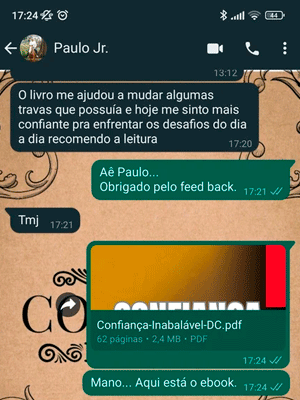 17:24
44
Paulo Jr.
13:12
O livro me ajudou a mudar algumas
travas que possuía e hoje me sinto mais
confiante pra enfrentar os desafios do dia
a dia recomendo a leitura
17:20
Aê Paulo...
Obrigado pelo feed back.
17:21
Tmj
17:21
CONFIANÇA
Confiança-Inabalável-DC.pdf
62 páginas • 2,4 MB • PDF
17:24
Mano... Aqui está o ebook.
17:24